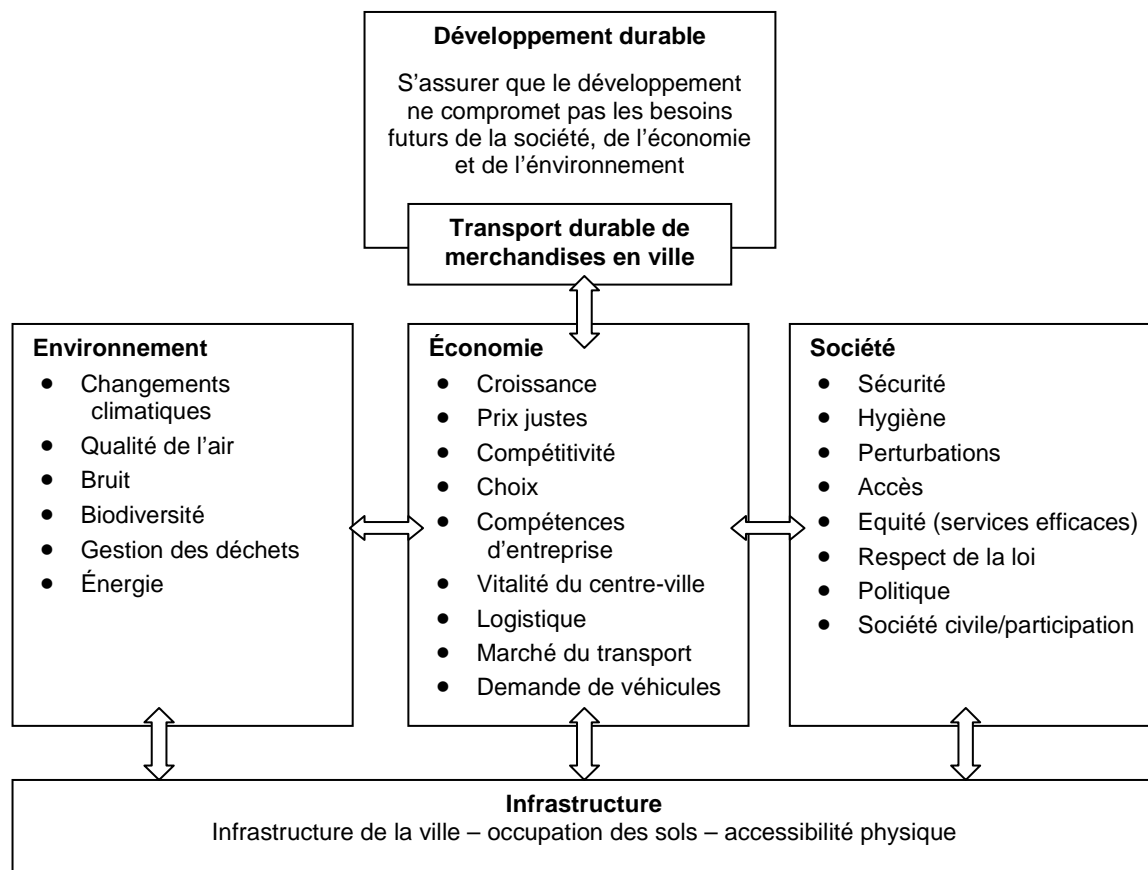 Développement durable
S'assurer que le développement
ne compromet pas les besoins
futurs de la société, de l'économie
et de l'énvironnement
Transport durable de
merchandises en ville
Environnement
● Changements
climatiques
● Qualité de l'air
● Bruit
● Biodiversité
● Gestion des déchets
● Énergie
Économie
● Croissance
● Prix justes
● Compétitivité
● Choix
● Compétences
d'entreprise
● Vitalité du centre-ville
● Logistique
● Marché du transport
● Demande de véhicules
Société
● Sécurité
● Hygiène
● Perturbations
● Accès
● Equité (services efficaces)
● Respect de la loi
● Politique
● Société civile/participation
Infrastructure
Infrastructure de la ville – occupation des sols – accessibilité physique